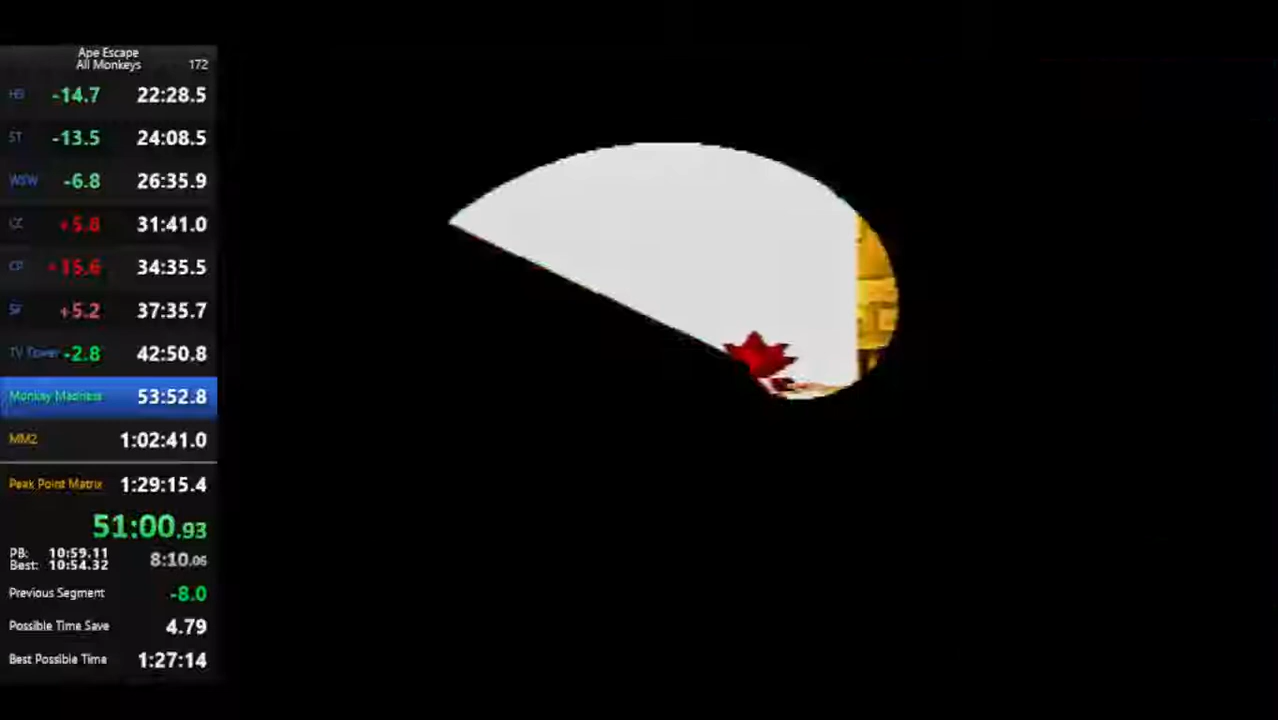 Ape Escape
All Monkeys 172
HS -14.7 22:28.5
ST -13.5 24:08.5
WSW -6.8 26:35.9
CC +5.8 31:41.0
CP +15.6 34:35.5
SF +5.2 37:35.7
TV Tower -2.8 42:50.8
Monkey Madness 53:52.8
MM2 1:02:41.0
Peak Point Matrix 1:29:15.4
51:00.93
PB: 10:59.11
Best: 10:54.32 8:10.06
Previous Segment -8.0
Possible Time Save 4.79
Best Possible Time 1:27:14